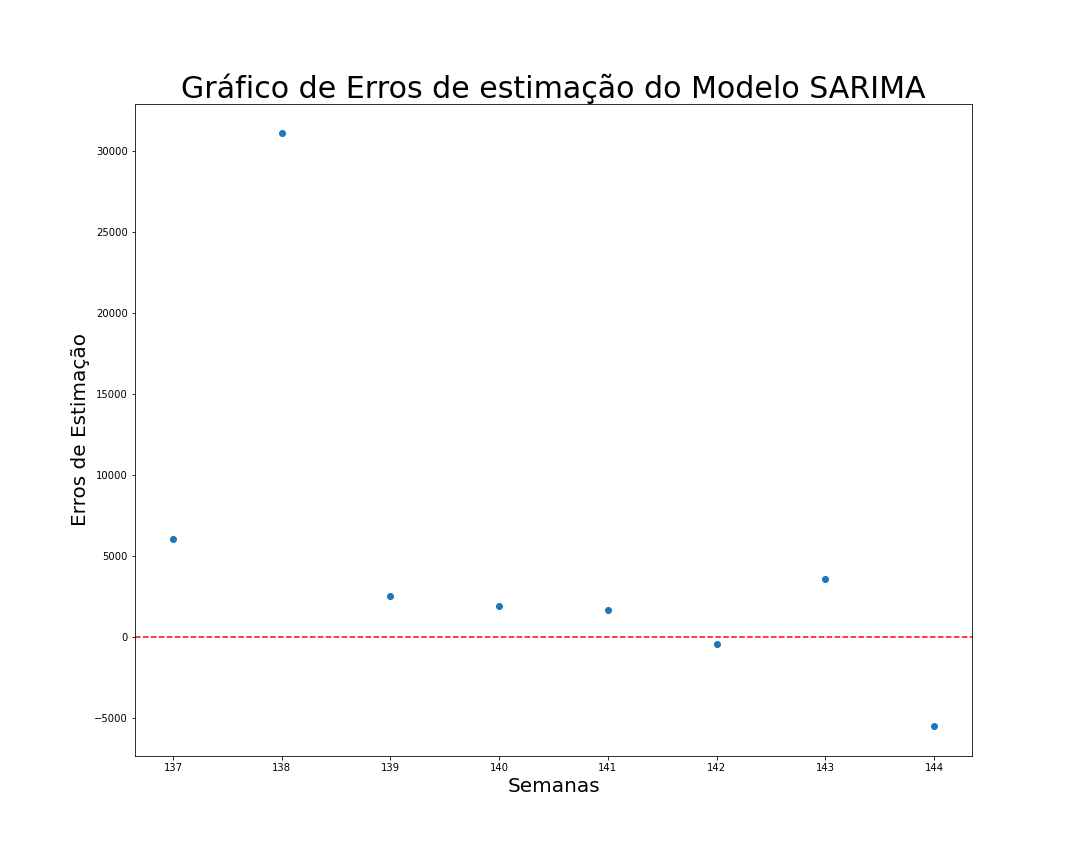 Gráfico de Erros de estimação do Modelo SARIMA
Erros de Estimação
30000
25000
20000
15000
10000
5000
0
−5000
137 138 139 140 141 142 143 144
Semanas